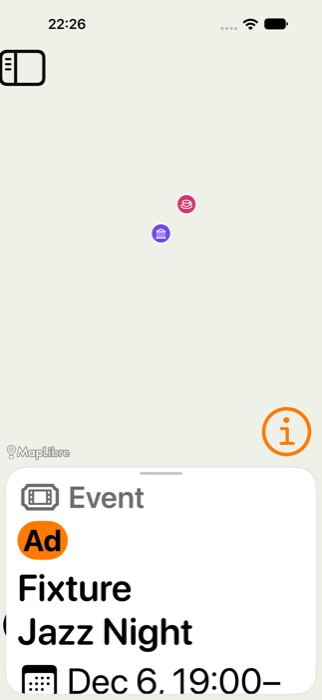 22:26
MapLibre
Event
Ad
Fixture
Jazz Night
Dec 6, 19:00–